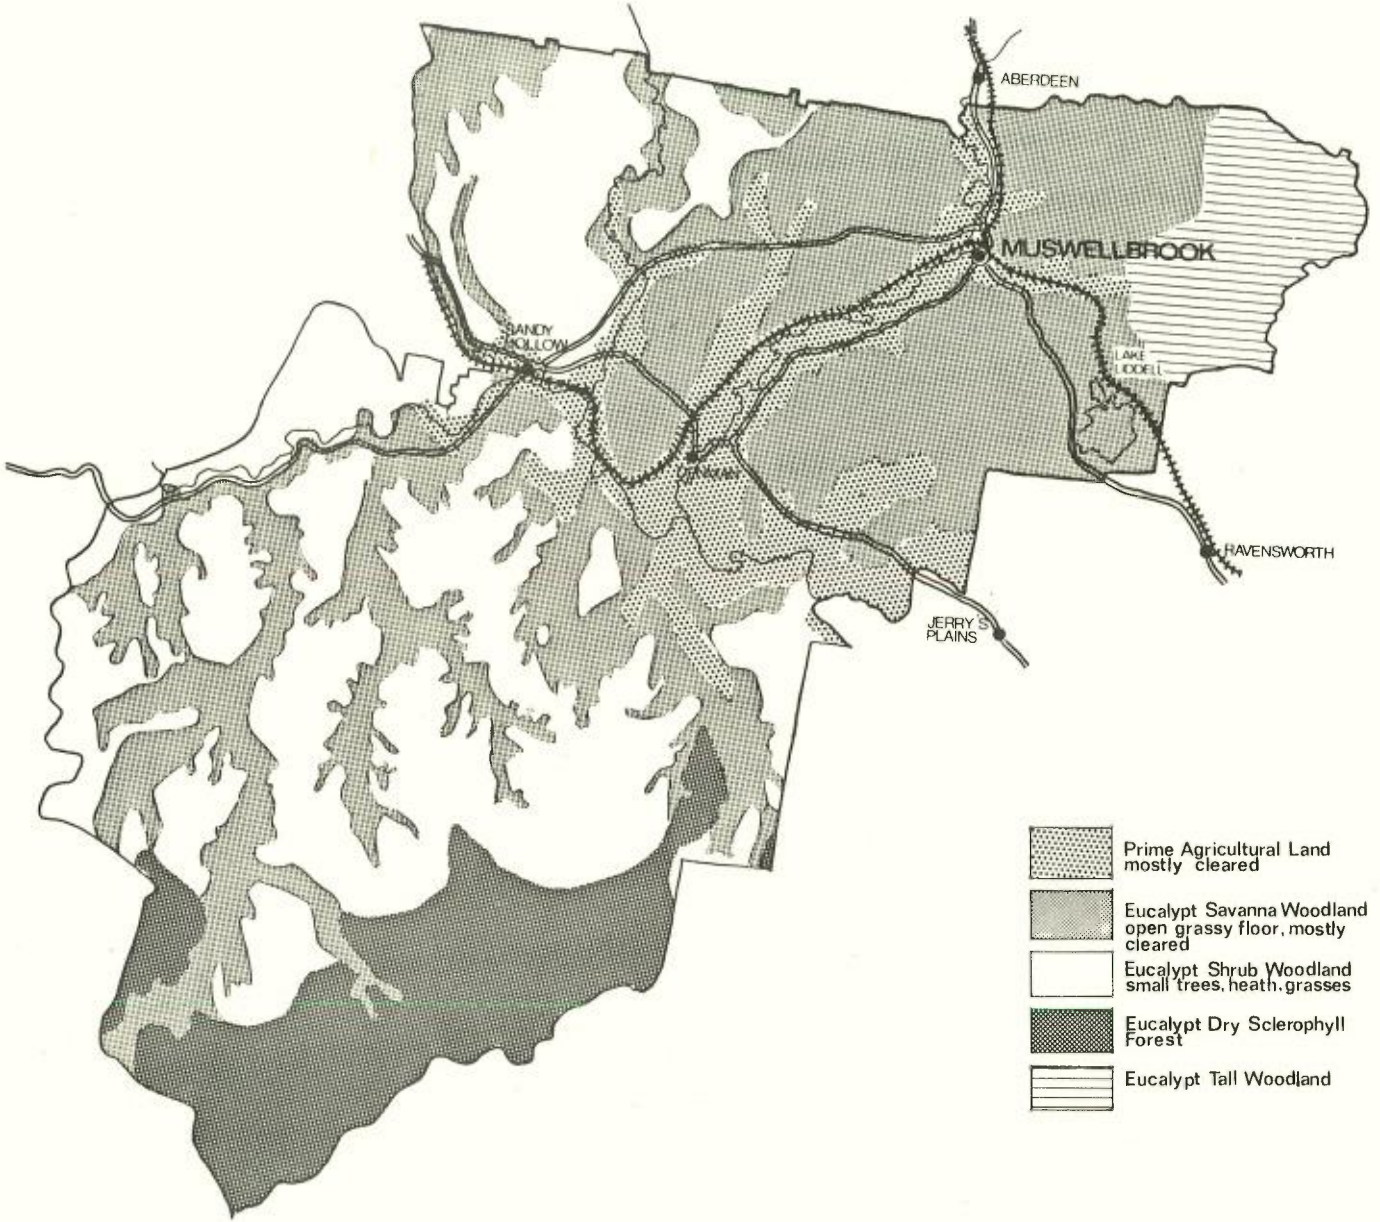 ABERDEEN
MUSWELLBROOK
SANDY
HOLLOW
LAKE
LIDDELL
RAVENSWORTH
JERRY'S
PLAINS
Prime Agricultural Land
mostly cleared
Eucalypt Savanna Woodland
open grassy floor, mostly
cleared
Eucalypt Shrub Woodland
small trees, heath, grasses
Eucalypt Dry Sclerophyll
Forest
Eucalypt Tall Woodland